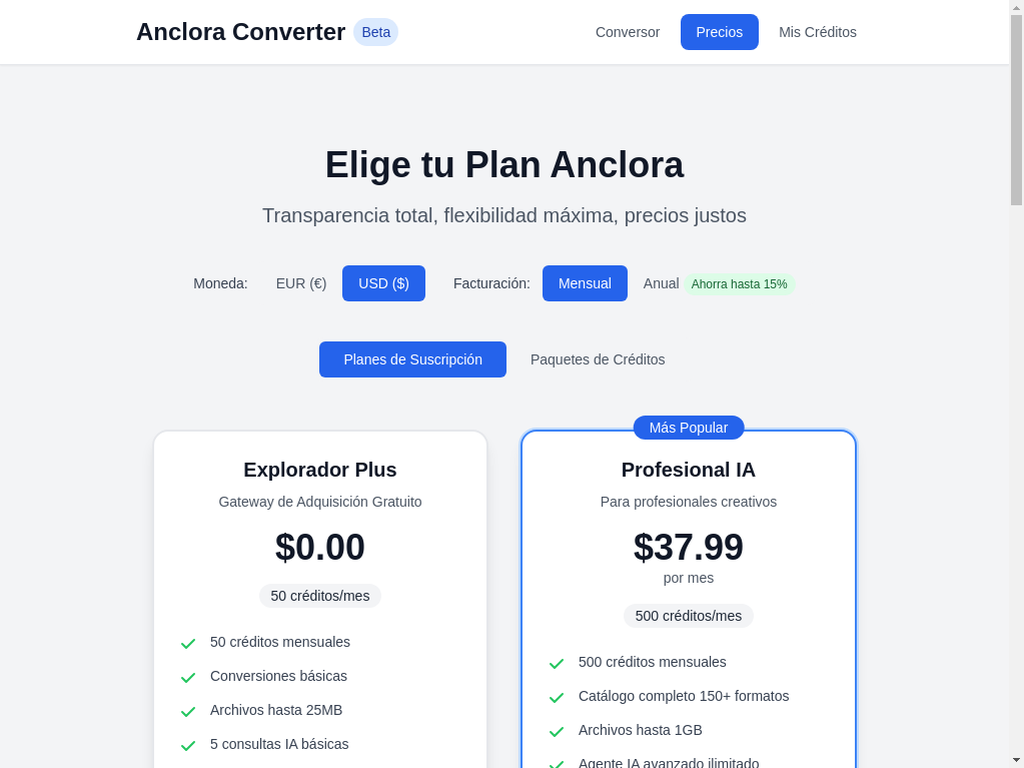 Anclora Converter Beta
Conversor Precios Mis Créditos
Elige tu Plan Anclora
Transparencia total, flexibilidad máxima, precios justos
Moneda: EUR (€) USD ($) Facturación: Mensual Anual Ahorra hasta 15%
Planes de Suscripción Paquetes de Créditos
Explorador Plus
Gateway de Adquisición Gratuito
$0.00
50 créditos/mes
50 créditos mensuales
Conversiones básicas
Archivos hasta 25MB
5 consultas IA básicas
Más Popular
Profesional IA
Para profesionales creativos
$37.99
por mes
500 créditos/mes
500 créditos mensuales
Catálogo completo 150+ formatos
Archivos hasta 1GB
Agente IA avanzado ilimitado